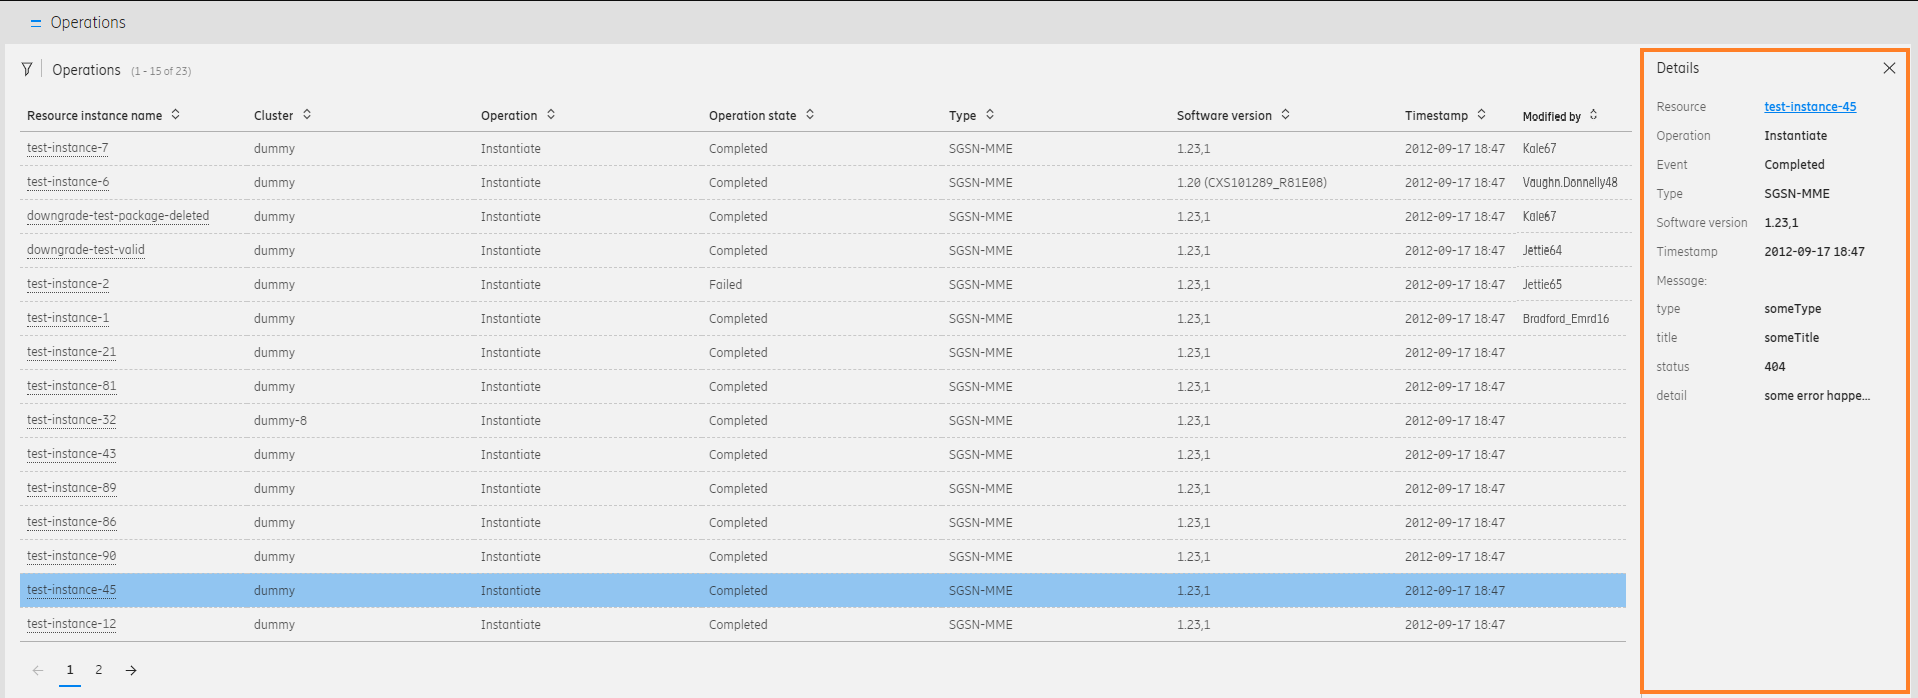 Operations
Operations (1 - 15 of 23)
Resource instance name Cluster Operation Operation state Type Software version Timestamp Modified by
test-instance-7 dummy Instantiate Completed SGSN-MME 1.23,1 2012-09-17 18:47 Kale67
test-instance-6 dummy Instantiate Completed SGSN-MME 1.20 (CXS101289_R81E08) 2012-09-17 18:47 Vaughn.Donnelly48
downgrade-test-package-deleted dummy Instantiate Completed SGSN-MME 1.23,1 2012-09-17 18:47 Kale67
downgrade-test-valid dummy Instantiate Completed SGSN-MME 1.23,1 2012-09-17 18:47 Jettie64
test-instance-2 dummy Instantiate Failed SGSN-MME 1.23,1 2012-09-17 18:47 Jettie65
test-instance-1 dummy Instantiate Completed SGSN-MME 1.23,1 2012-09-17 18:47 Bradford_Emrd16
test-instance-21 dummy Instantiate Completed SGSN-MME 1.23,1 2012-09-17 18:47
test-instance-81 dummy Instantiate Completed SGSN-MME 1.23,1 2012-09-17 18:47
test-instance-32 dummy-8 Instantiate Completed SGSN-MME 1.23,1 2012-09-17 18:47
test-instance-43 dummy Instantiate Completed SGSN-MME 1.23,1 2012-09-17 18:47
test-instance-89 dummy Instantiate Completed SGSN-MME 1.23,1 2012-09-17 18:47
test-instance-86 dummy Instantiate Completed SGSN-MME 1.23,1 2012-09-17 18:47
test-instance-90 dummy Instantiate Completed SGSN-MME 1.23,1 2012-09-17 18:47
test-instance-45 dummy Instantiate Completed SGSN-MME 1.23,1 2012-09-17 18:47
test-instance-12 dummy Instantiate Completed SGSN-MME 1.23,1 2012-09-17 18:47
← 1 2 →
Details
Resource test-instance-45
Operation Instantiate
Event Completed
Type SGSN-MME
Software version 1.23,1
Timestamp 2012-09-17 18:47
Message:
type someType
title someTitle
status 404
detail some error happe...